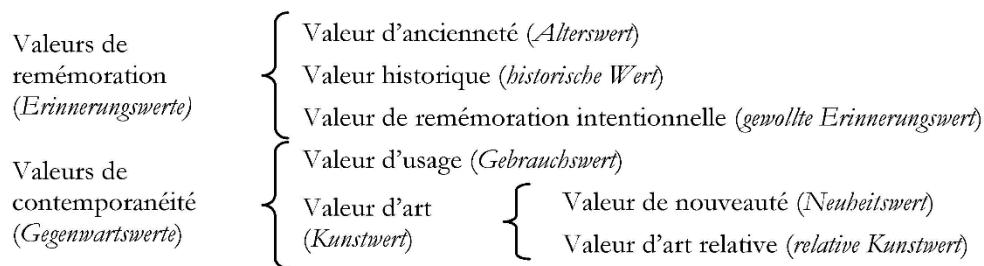 Valeurs de
remémoration
(Erinnerungswerte)
Valeur d'ancienneté (Alterswert)
Valeur historique (historische Wert)
Valeur de remémoration intentionnelle (gewollte Erinnerungswert)
Valeurs de
contemporanéité
(Gegenwartswerte)
Valeur d'usage (Gebrauchswert)
Valeur d'art
(Kunstwert)
Valeur de nouveauté (Neuheitswert)
Valeur d'art relative (relative Kunstwert)